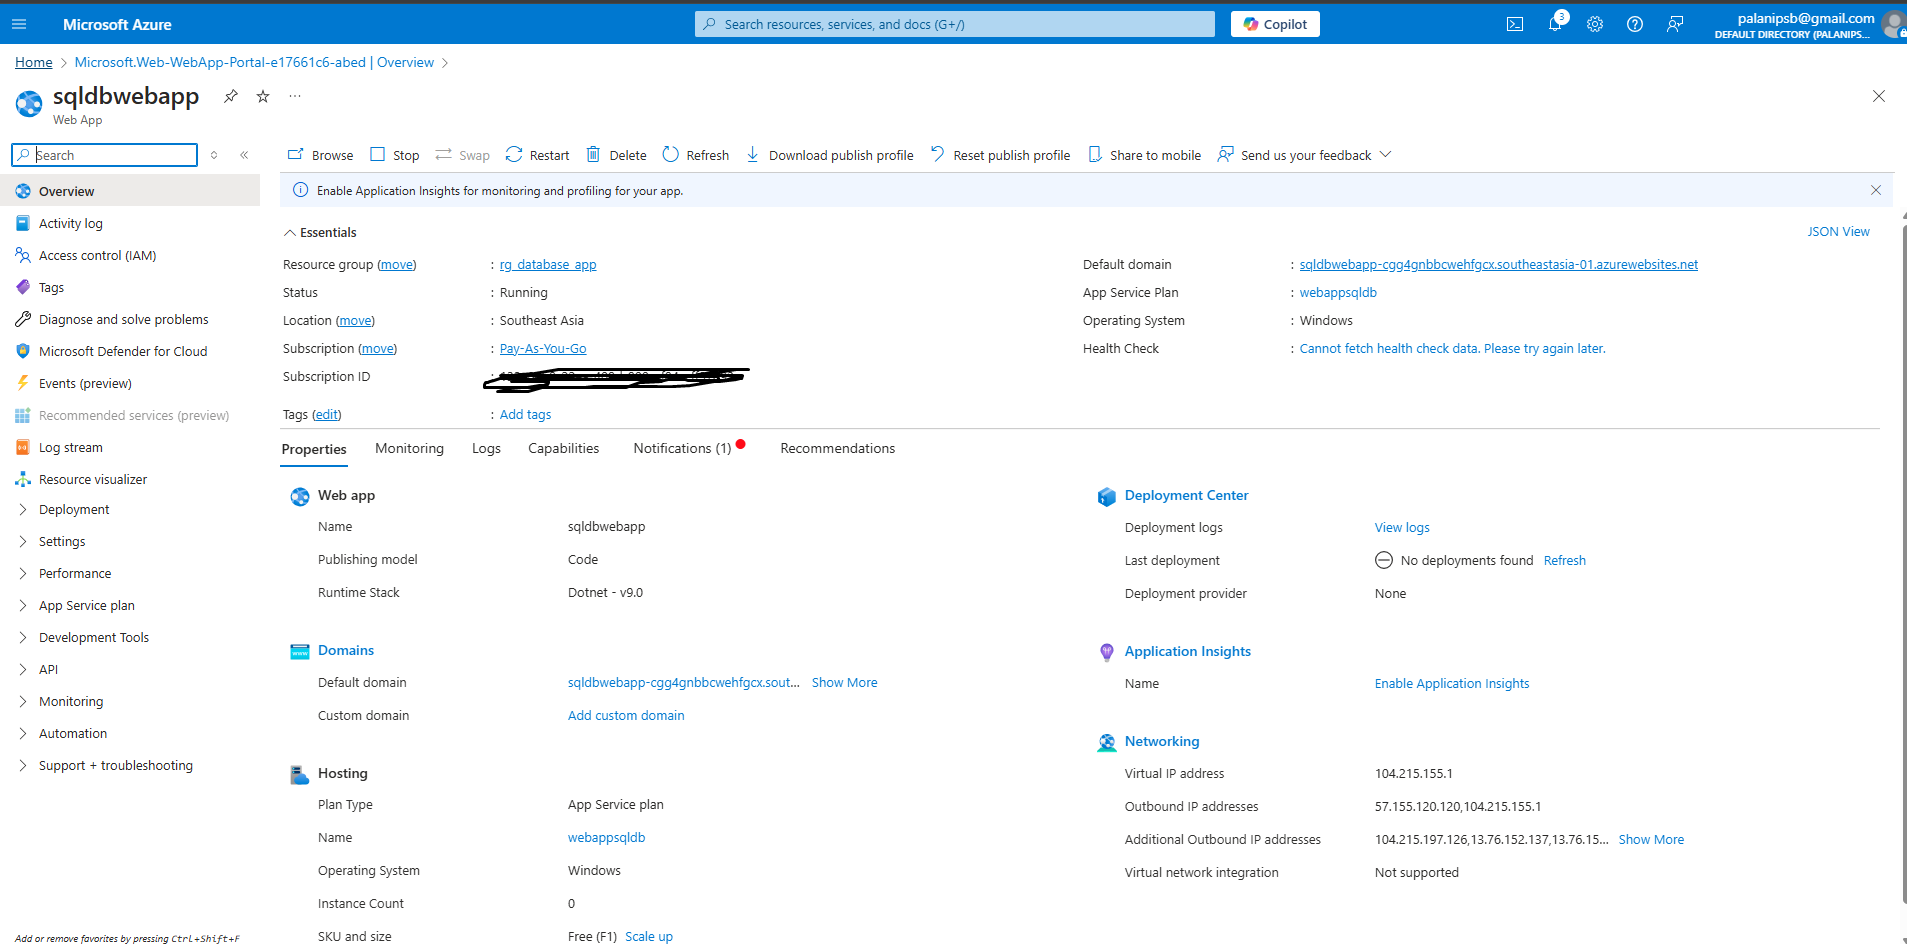 Microsoft Azure
Search resources, services, and docs (G+/)
Copilot
3
palanipsb@gmail.com
DEFAULT DIRECTORY (PALANIPS...
Home > Microsoft.Web-WebApp-Portal-e17661c6-abed | Overview >
sqldbwebapp
Web App
Search
Browse Stop Swap Restart Delete Refresh Download publish profile Reset publish profile Share to mobile Send us your feedback
Enable Application Insights for monitoring and profiling for your app.
Overview
Activity log
Access control (IAM)
Tags
Diagnose and solve problems
Microsoft Defender for Cloud
Events (preview)
Recommended services (preview)
Log stream
Resource visualizer
Deployment
Settings
Performance
App Service plan
Development Tools
API
Monitoring
Automation
Support + troubleshooting
Add or remove favorites by pressing Ctrl+Shift+F
Essentials
JSON View
Resource group (move) : rg_database_app
Status : Running
Location (move) : Southeast Asia
Subscription (move) : Pay-As-You-Go
Subscription ID :
Tags (edit) : Add tags
Default domain : sqldbwebapp-cgg4gnbbcwehfgcx.southeastasia-01.azurewebsites.net
App Service Plan : webappsqldb
Operating System : Windows
Health Check : Cannot fetch health check data. Please try again later.
Properties Monitoring Logs Capabilities Notifications (1) Recommendations
Web app
Name sqldbwebapp
Publishing model Code
Runtime Stack Dotnet - v9.0
Domains
Default domain sqldbwebapp-cgg4gnbbcwehfgcx.sout... Show More
Custom domain Add custom domain
Hosting
Plan Type App Service plan
Name webappsqldb
Operating System Windows
Instance Count 0
SKU and size Free (F1) Scale up
Deployment Center
Deployment logs View logs
Last deployment No deployments found Refresh
Deployment provider None
Application Insights
Name Enable Application Insights
Networking
Virtual IP address 104.215.155.1
Outbound IP addresses 57.155.120.120,104.215.155.1
Additional Outbound IP addresses 104.215.197.126,13.76.152.137,13.76.15... Show More
Virtual network integration Not supported